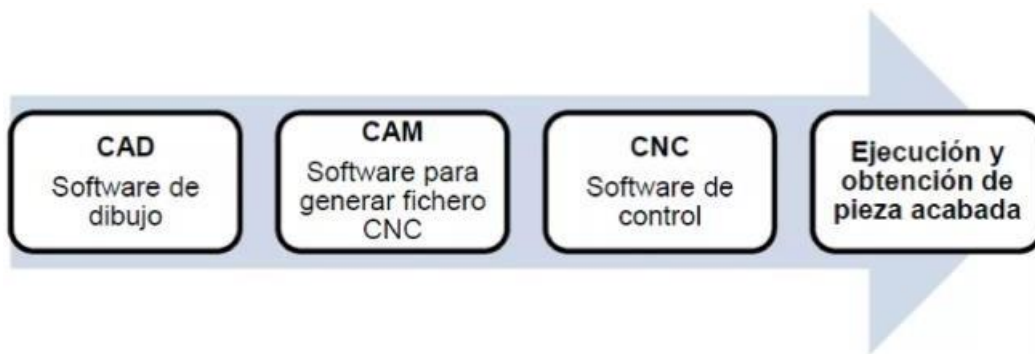 CAD
Software de
dibujo
CAM
Software para
generar fichero
CNC
CNC
Software de
control
Ejecución y
obtención de
pieza acabada